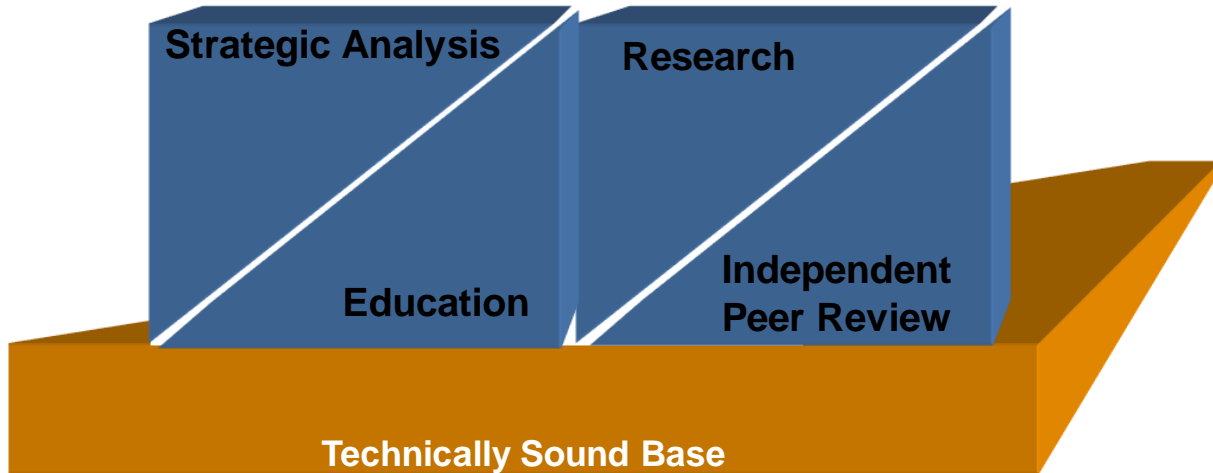 Strategic Analysis
Research
Education
Independent
Peer Review
Technically Sound Base